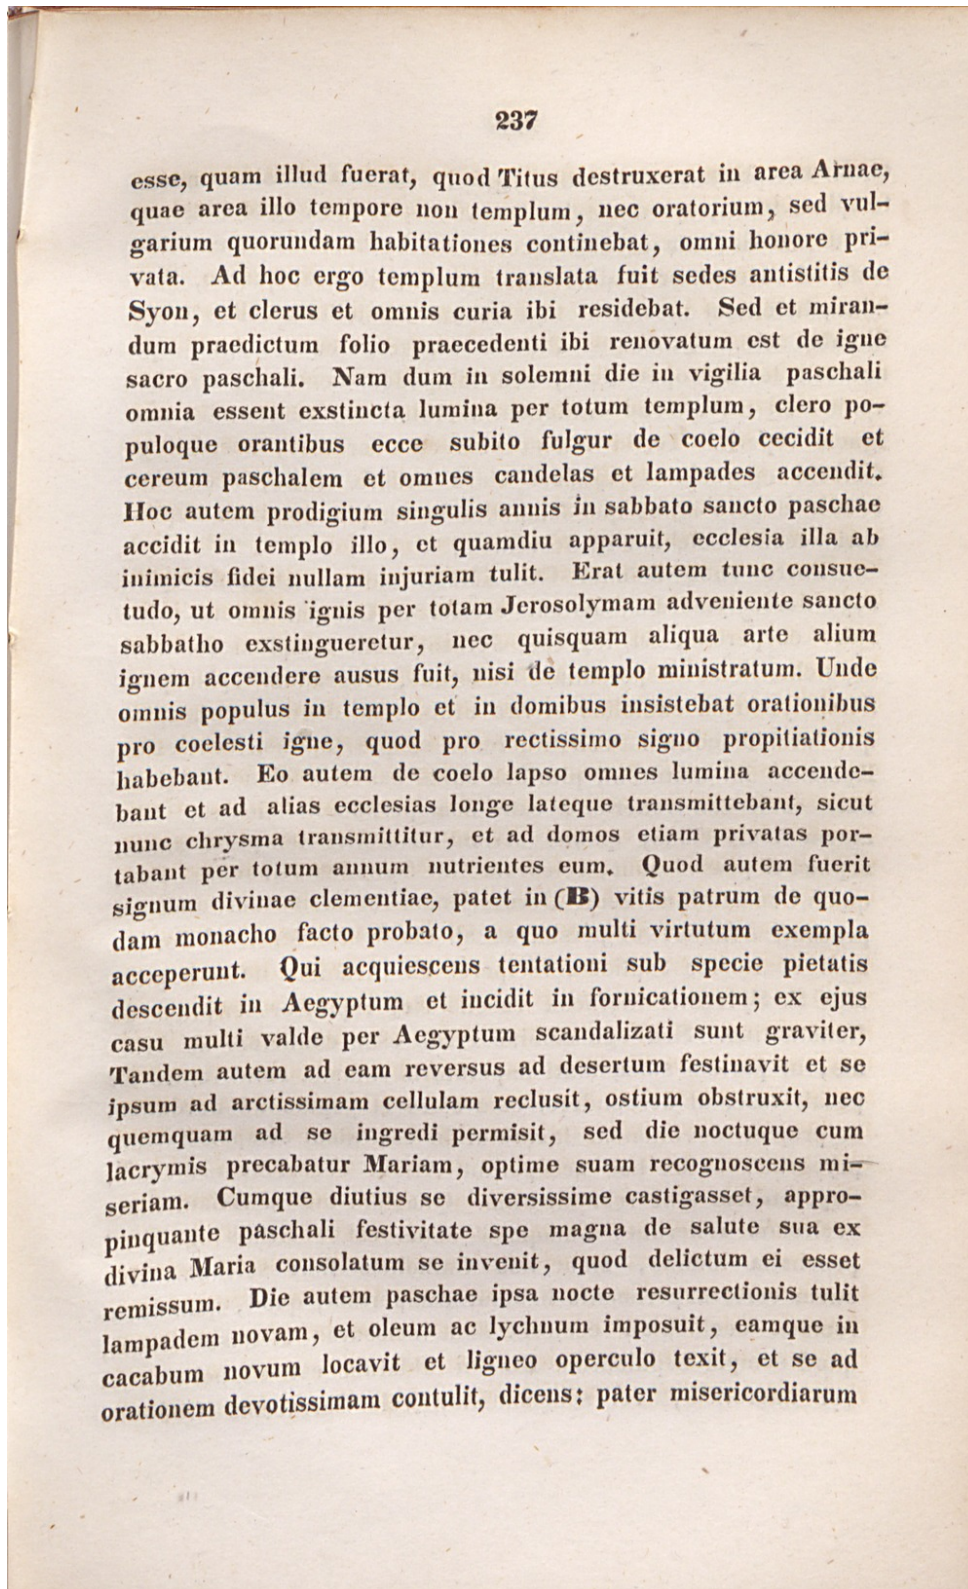 237
esse, quam illud fuerat, quod Titus destruxerat in area Arnae,
quae area illo tempore non templum, nec oratorium, sed vul-
garium quorundam habitationes continebat, omni honore pri-
vata. Ad hoc ergo templum translata fuit sedes antistitis de
Syon, et clerus et omnis curia ibi residebat. Sed et miran-
dum praedictum folio praecedenti ibi renovatum est de igne
sacro paschali. Nam dum in solemni die in vigilia paschali
omnia essent exstincta lumina per totum templum, clero po-
puloque orantibus ecce subito fulgur de coelo cecidit et
cereum paschalem et omnes candelas et lampades accendit.
Hoc autem prodigium singulis annis in sabbato sancto paschae
accidit in templo illo, et quamdiu apparuit, ecclesia illa ab
inimicis fidei nullam injuriam tulit. Erat autem tunc consue-
tudo, ut omnis ignis per totam Jerosolymam adveniente sancto
sabbatho exstingueretur, nec quisquam aliqua arte alium
ignem accendere ausus fuit, nisi de templo ministratum. Unde
omnis populus in templo et in domibus insistebat orationibus
pro coelesti igne, quod pro rectissimo signo propitiationis
habebant. Eo autem de coelo lapso omnes lumina accende-
bant et ad alias ecclesias longe lateque transmittebant, sicut
nunc chrysma transmittitur, et ad domos etiam privatas por-
tabant per totum annum nutrientes eum. Quod autem fuerit
signum divinae clementiae, patet in (B) vitis patrum de quo-
dam monacho facto probato, a quo multi virtutum exempla
acceperunt. Qui acquiescens tentationi sub specie pietatis
descendit in Aegyptum et incidit in fornicationem; ex ejus
casu multi valde per Aegyptum scandalizati sunt graviter,
Tandem autem ad eam reversus ad desertum festinavit et se
ipsum ad arctissimam cellulam reclusit, ostium obstruxit, nec
quemquam ad se ingredi permisit, sed die noctuque cum
lacrymis precabatur Mariam, optime suam recognoscens mi-
seriam. Cumque diutius se diversissime castigasset, appro-
pinquante paschali festivitate spe magna de salute sua ex
divina Maria consolatum se invenit, quod delictum ei esset
remissum. Die autem paschae ipsa nocte resurrectionis tulit
lampadem novam, et oleum ac lychnum imposuit, eamque in
cacabum novum locavit et ligneo operculo texit, et se ad
orationem devotissimam contulit, dicens: pater misericordiarum